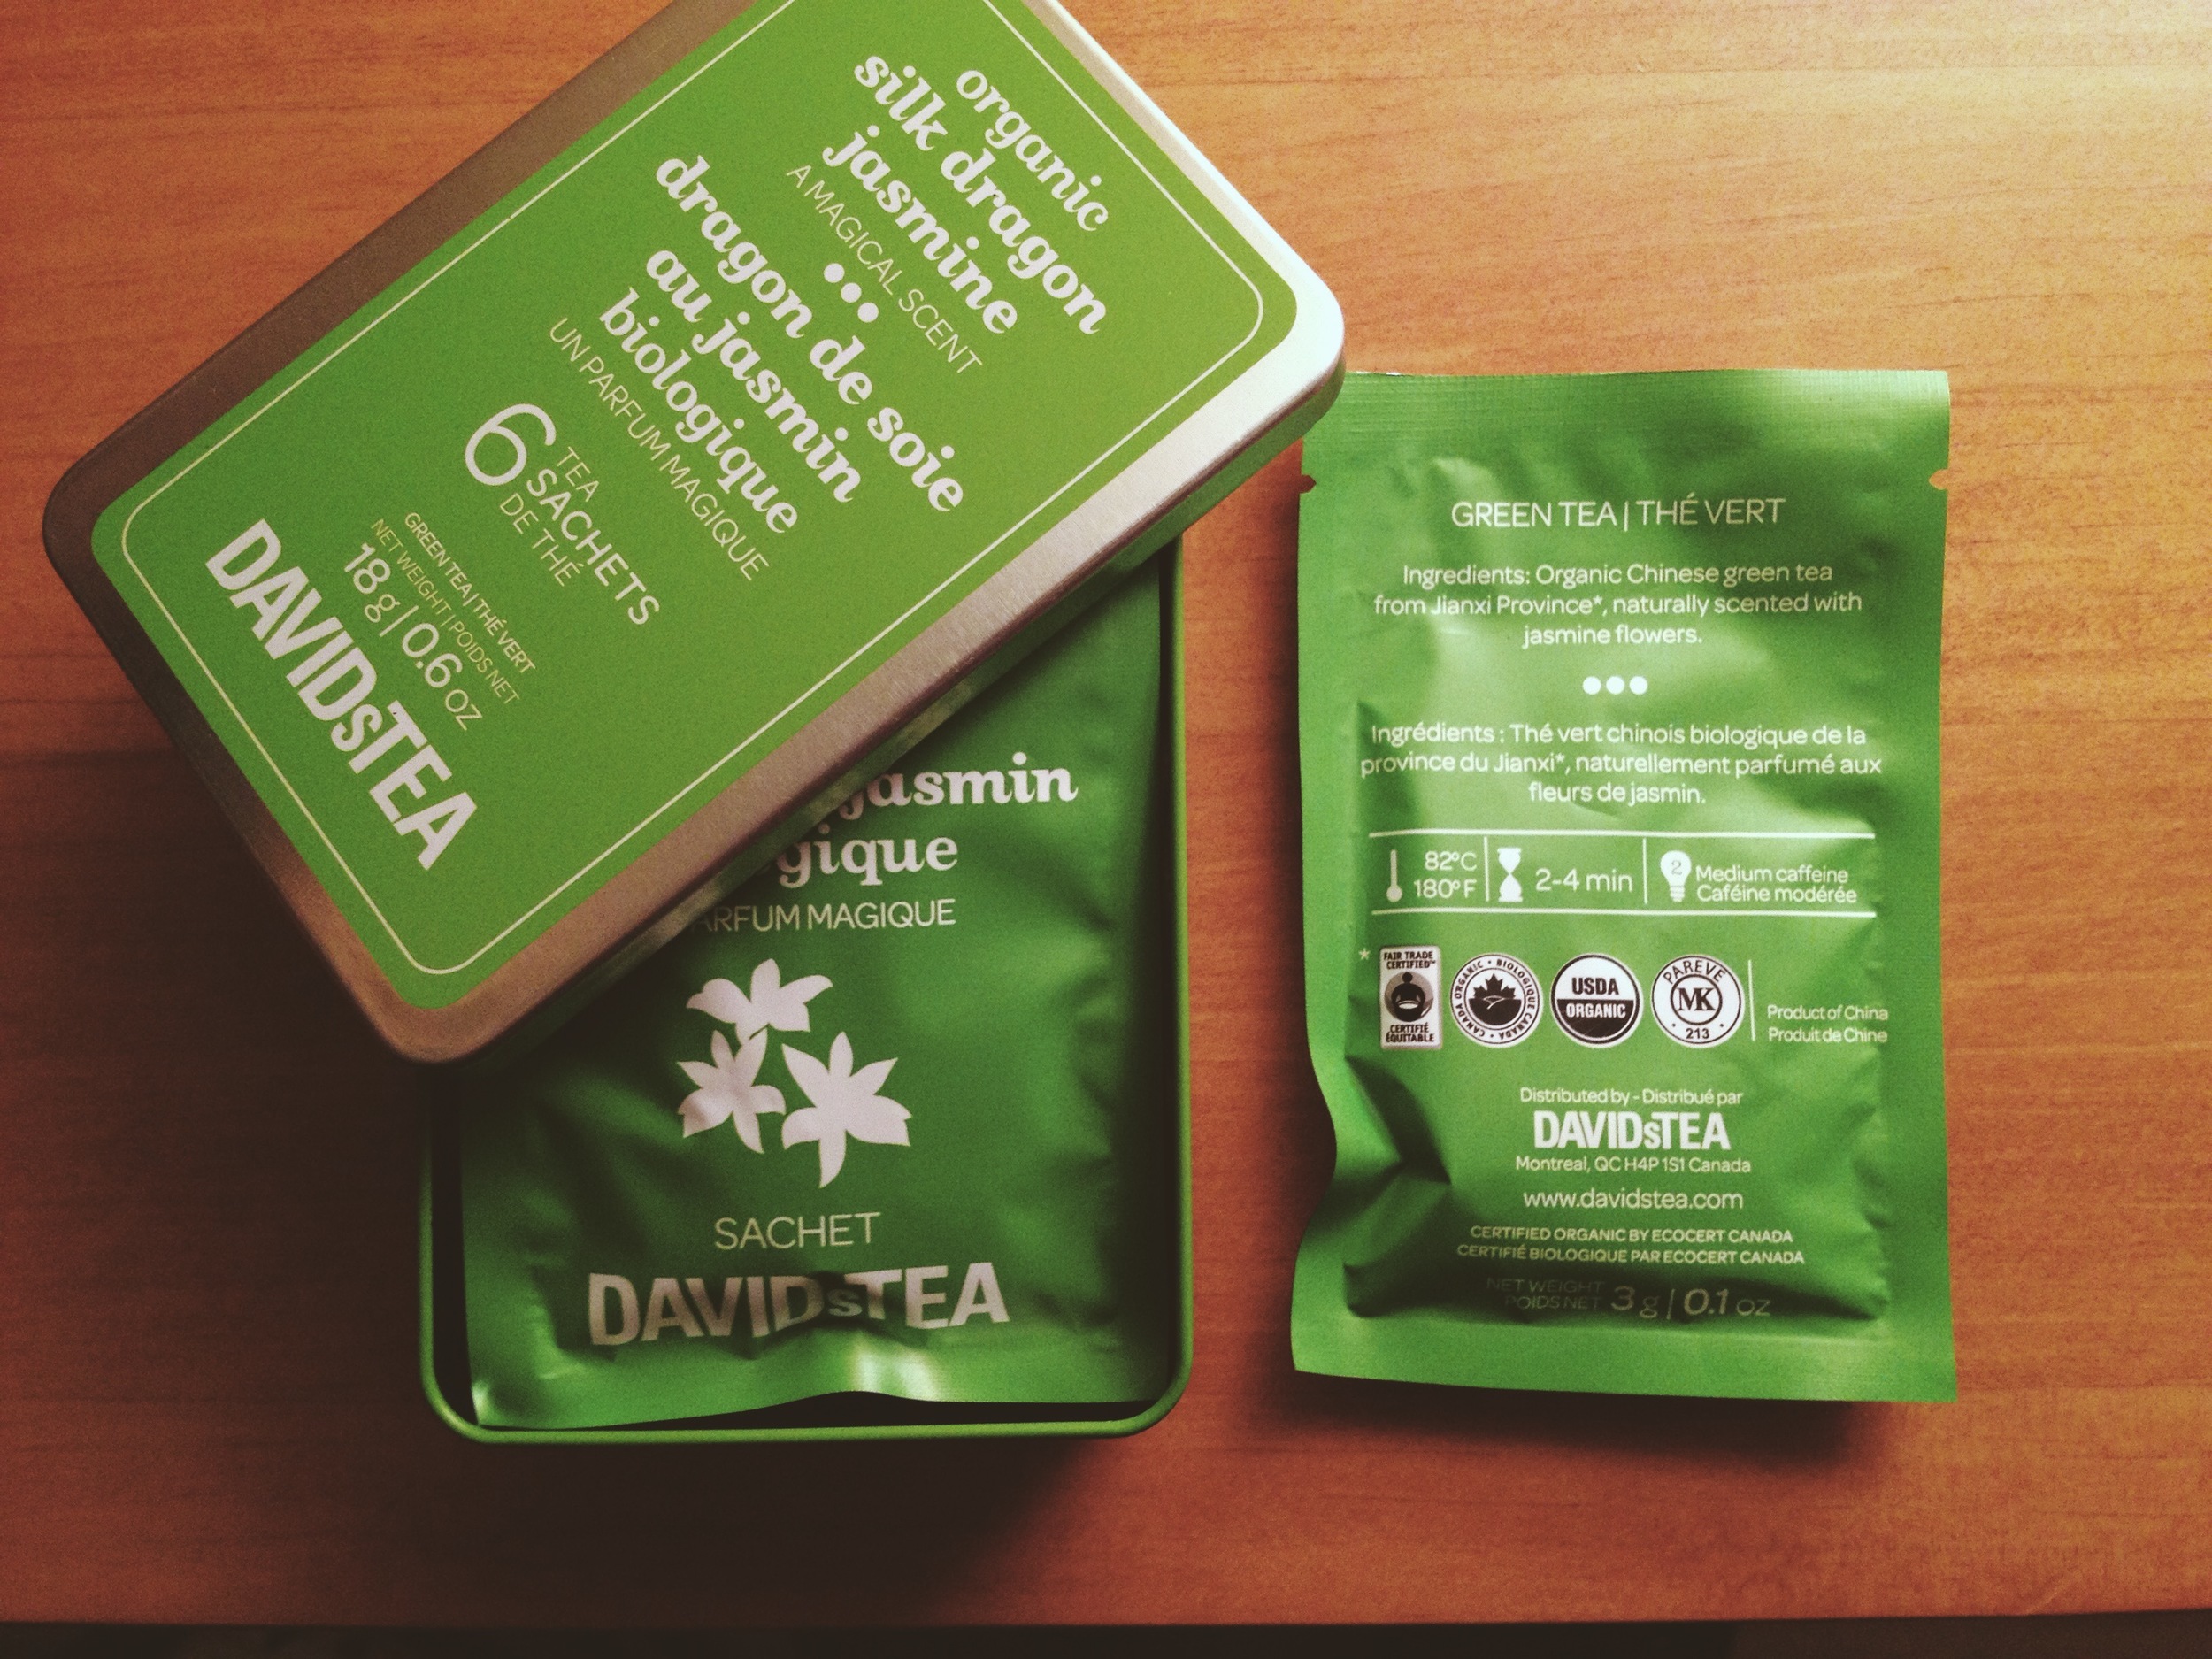 organic
silk dragon
jasmine
A MAGICAL SCENT
dragon de soie
au jasmin
biologique
UN PARFUM MAGIQUE
6 TEA
SACHETS
DE THÉ
GREEN TEA | THÉ VERT
NET WEIGHT | POIDS NET
18 g | 0.6 oz
DAVIDsTEA
jasmin
gique
ARFUM MAGIQUE
SACHET
DAVIDsTEA
GREEN TEA | THÉ VERT
Ingredients: Organic Chinese green tea
from Jianxi Province*, naturally scented with
jasmine flowers.
Ingrédients : Thé vert chinois biologique de la
province du Jianxi*, naturellement parfumé aux
fleurs de jasmin.
82°C
180°F
2-4 min
2
Medium caffeine
Caféine modérée
*
FAIR TRADE
CERTIFIED™
CERTIFIÉ
ÉQUITABLE
CANADA ORGANIC • BIOLOGIQUE CANADA •
USDA
ORGANIC
PAREVE
MK
• 213 •
Product of China
Produit de Chine
Distributed by - Distribué par
DAVIDsTEA
Montreal, QC H4P 1S1 Canada
www.davidstea.com
CERTIFIED ORGANIC BY ECOCERT CANADA
CERTIFIÉ BIOLOGIQUE PAR ECOCERT CANADA
NET WEIGHT
POIDS NET 3 g | 0.1 oz